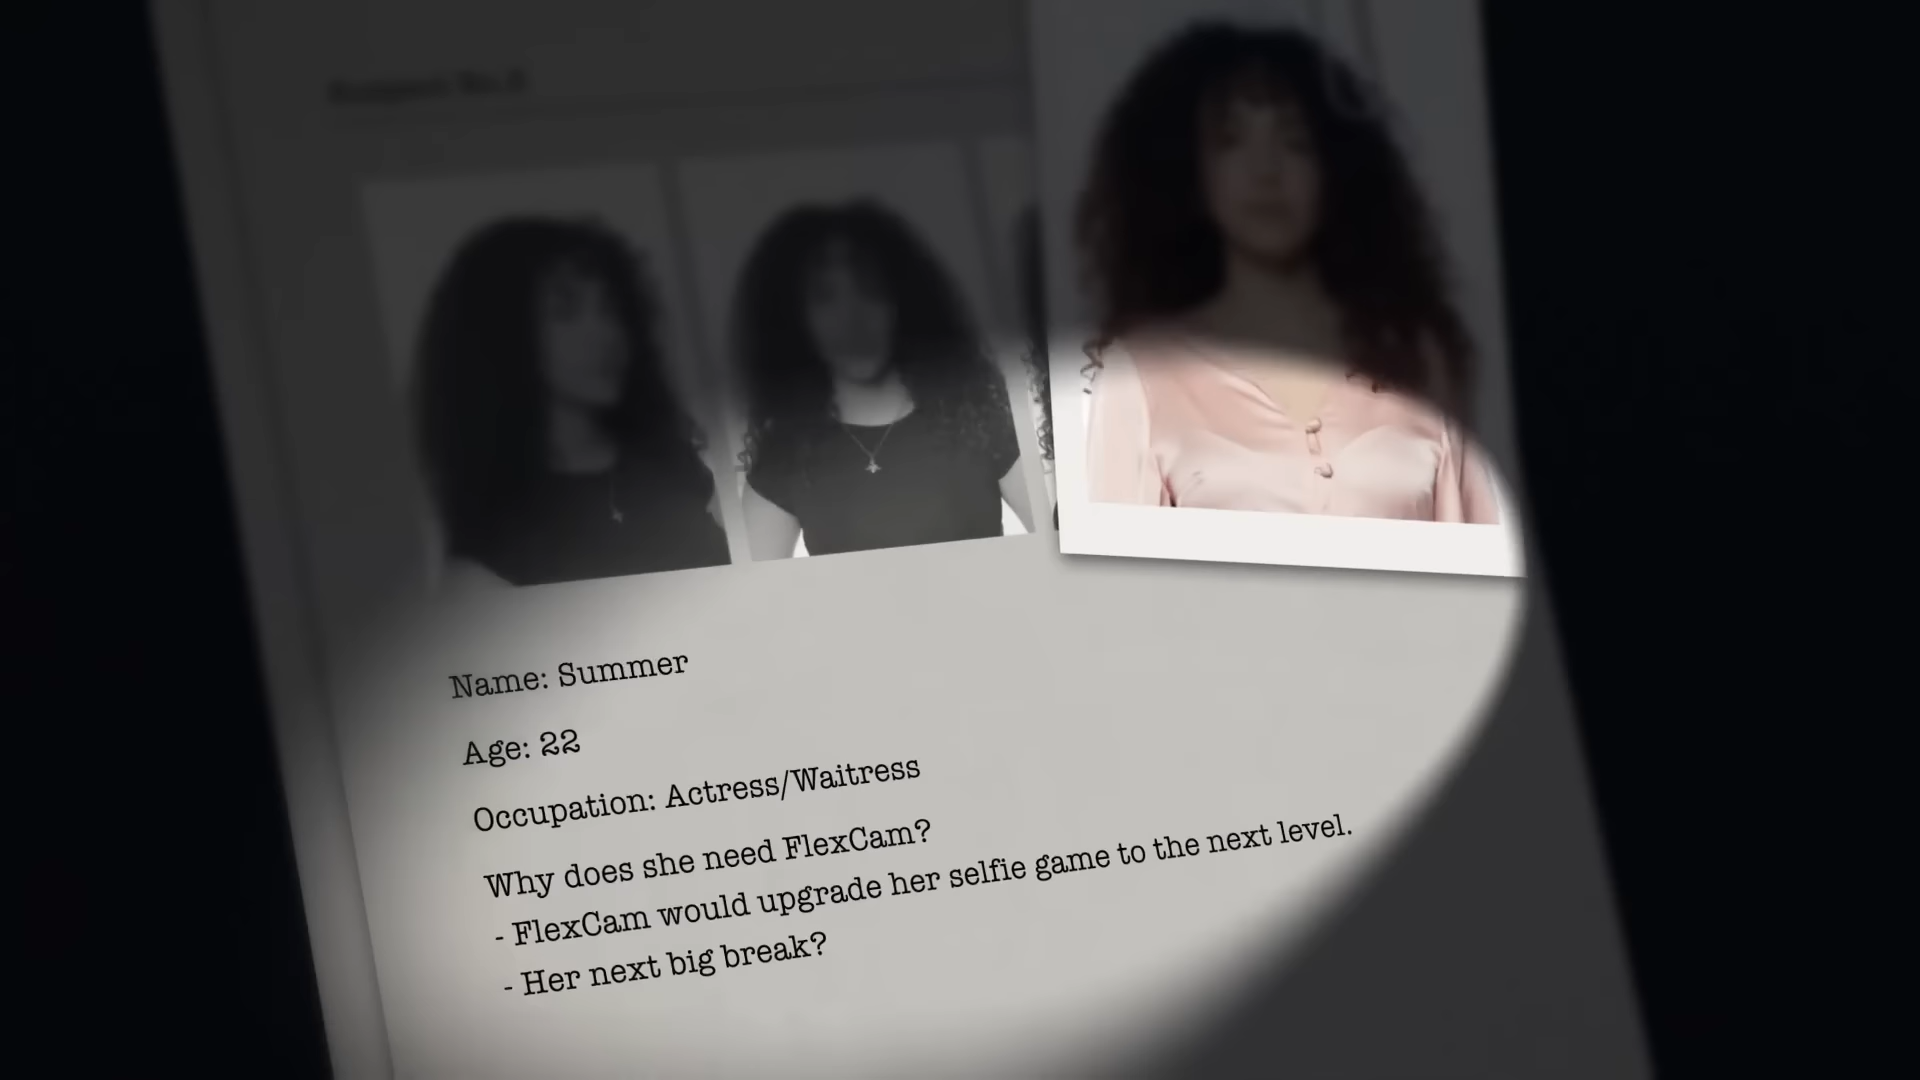 Name: Summer
Age: 22
Occupation: Actress/Waitress
Why does she need FlexCam?
- FlexCam would upgrade her selfie game to the next level.
- Her next big break?